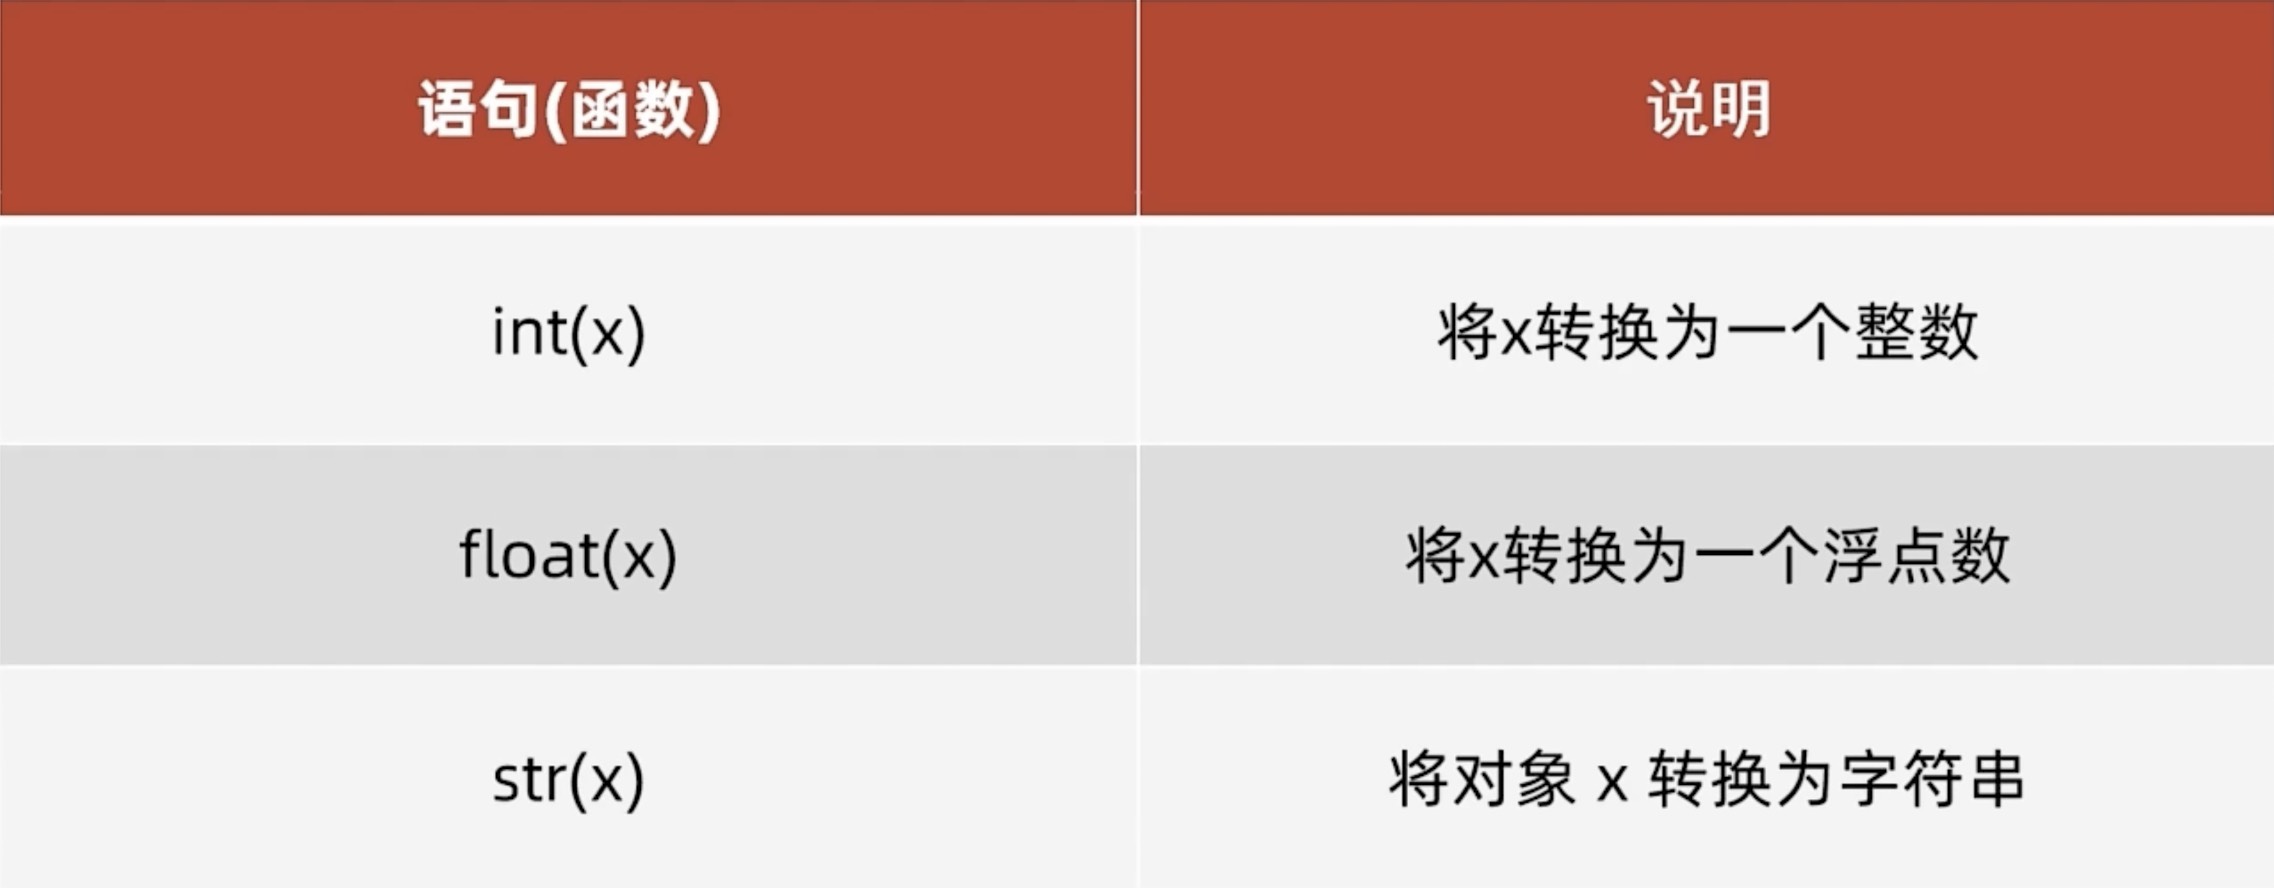 语句(函数) 说明
int(x) 将x转换为一个整数
float(x) 将x转换为一个浮点数
str(x) 将对象 x 转换为字符串